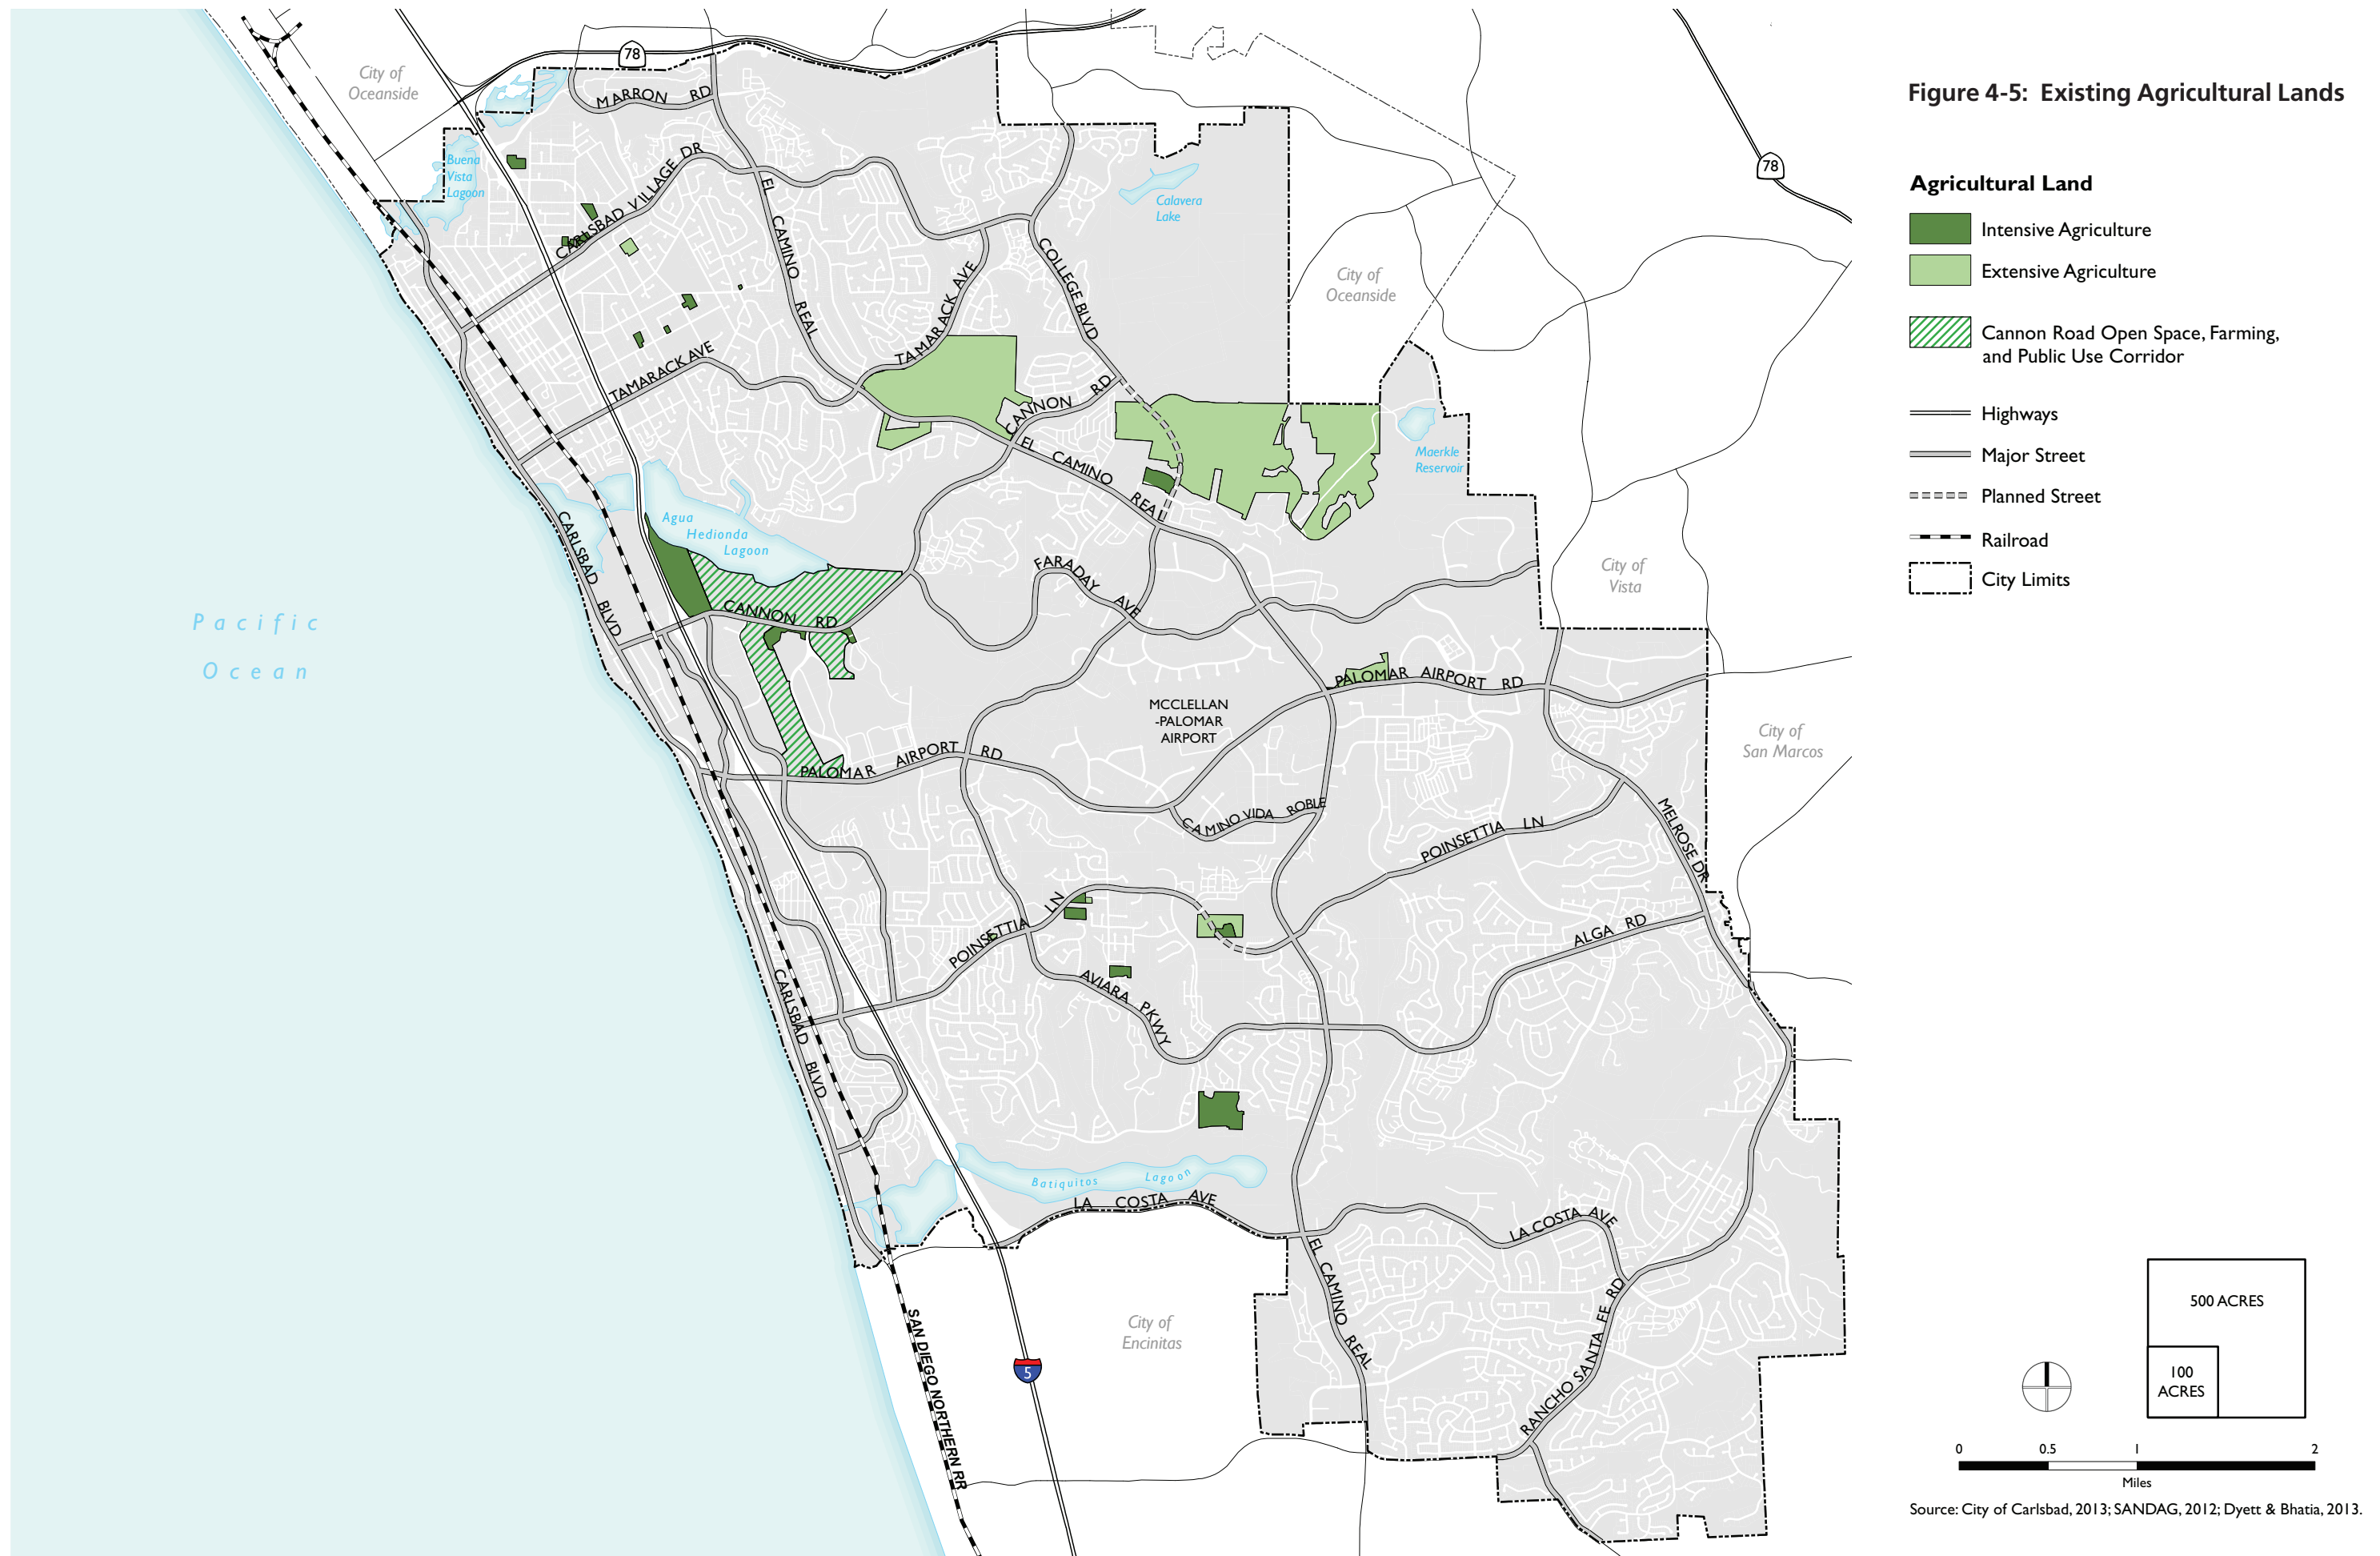 Figure 4-5: Existing Agricultural Lands
Agricultural Land
Intensive Agriculture
Extensive Agriculture
Cannon Road Open Space, Farming,
and Public Use Corridor
Highways
Major Street
Planned Street
Railroad
City Limits
78
City of
Oceanside
MARRON RD
78
Buena
Vista
Lagoon
CARLSBAD VILLAGE DR
EL CAMINO REAL
Calavera
Lake
COLLEGE BLVD
TAMARACK AVE
City of
Oceanside
TAMARACK AVE
CANNON RD
EL CAMINO REAL
Maerkle
Reservoir
Agua
Hedionda
Lagoon
CARLSBAD BLVD
FARADAY AVE
City of
Vista
CANNON RD
Pacific
Ocean
PALOMAR AIRPORT RD
MCCLELLAN
-PALOMAR
AIRPORT
City of
San Marcos
PALOMAR AIRPORT RD
CAMINO VIDA ROBLE
POINSETTIA LN
MELROSE DR
POINSETTIA LN
ALGA RD
AVIARA PKWY
CARLSBAD BLVD
Batiquitos Lagoon
LA COSTA AVE
LA COSTA AVE
EL CAMINO REAL
RANCHO SANTA FE RD
City of
Encinitas
SAN DIEGO NORTHERN RR
5
500 ACRES
100
ACRES
0 0.5 1 2
Miles
Source: City of Carlsbad, 2013; SANDAG, 2012; Dyett & Bhatia, 2013.